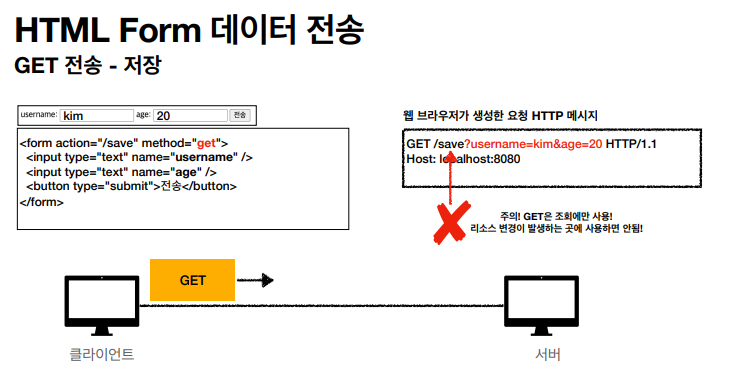 HTML Form 데이터 전송
GET 전송 - 저장
username: kim age: 20 전송
<form action="/save" method="get">
<input type="text" name="username" />
<input type="text" name="age" />
<button type="submit">전송</button>
</form>
웹 브라우저가 생성한 요청 HTTP 메시지
GET /save?username=kim&age=20 HTTP/1.1
Host: localhost:8080
주의! GET은 조회에만 사용!
리소스 변경이 발생하는 곳에 사용하면 안됨!
GET
클라이언트
서버